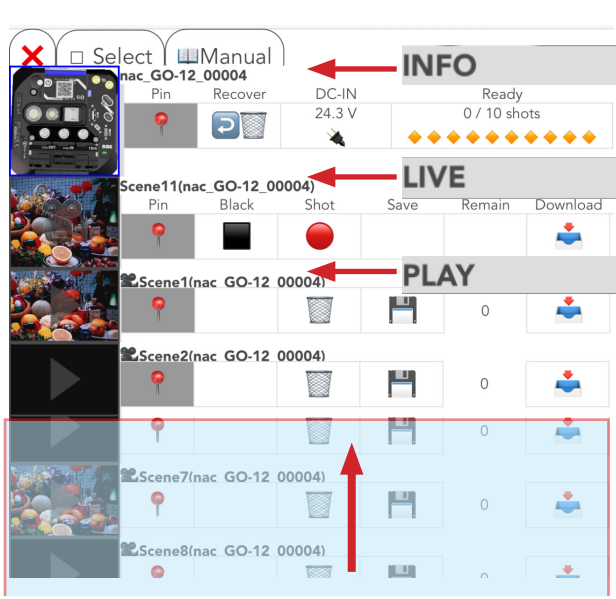 Select
Manual
INFO
nac_GO-12_00004
Pin Recover DC-IN Ready
24.3 V 0 / 10 shots
LIVE
Scene11(nac_GO-12_00004)
Pin Black Shot Save Remain Download
PLAY
Scene1(nac_GO-12_00004)
0
Scene2(nac_GO-12_00004)
0
0
Scene7(nac_GO-12_00004)
0
Scene8(nac_GO-12_00004)
0